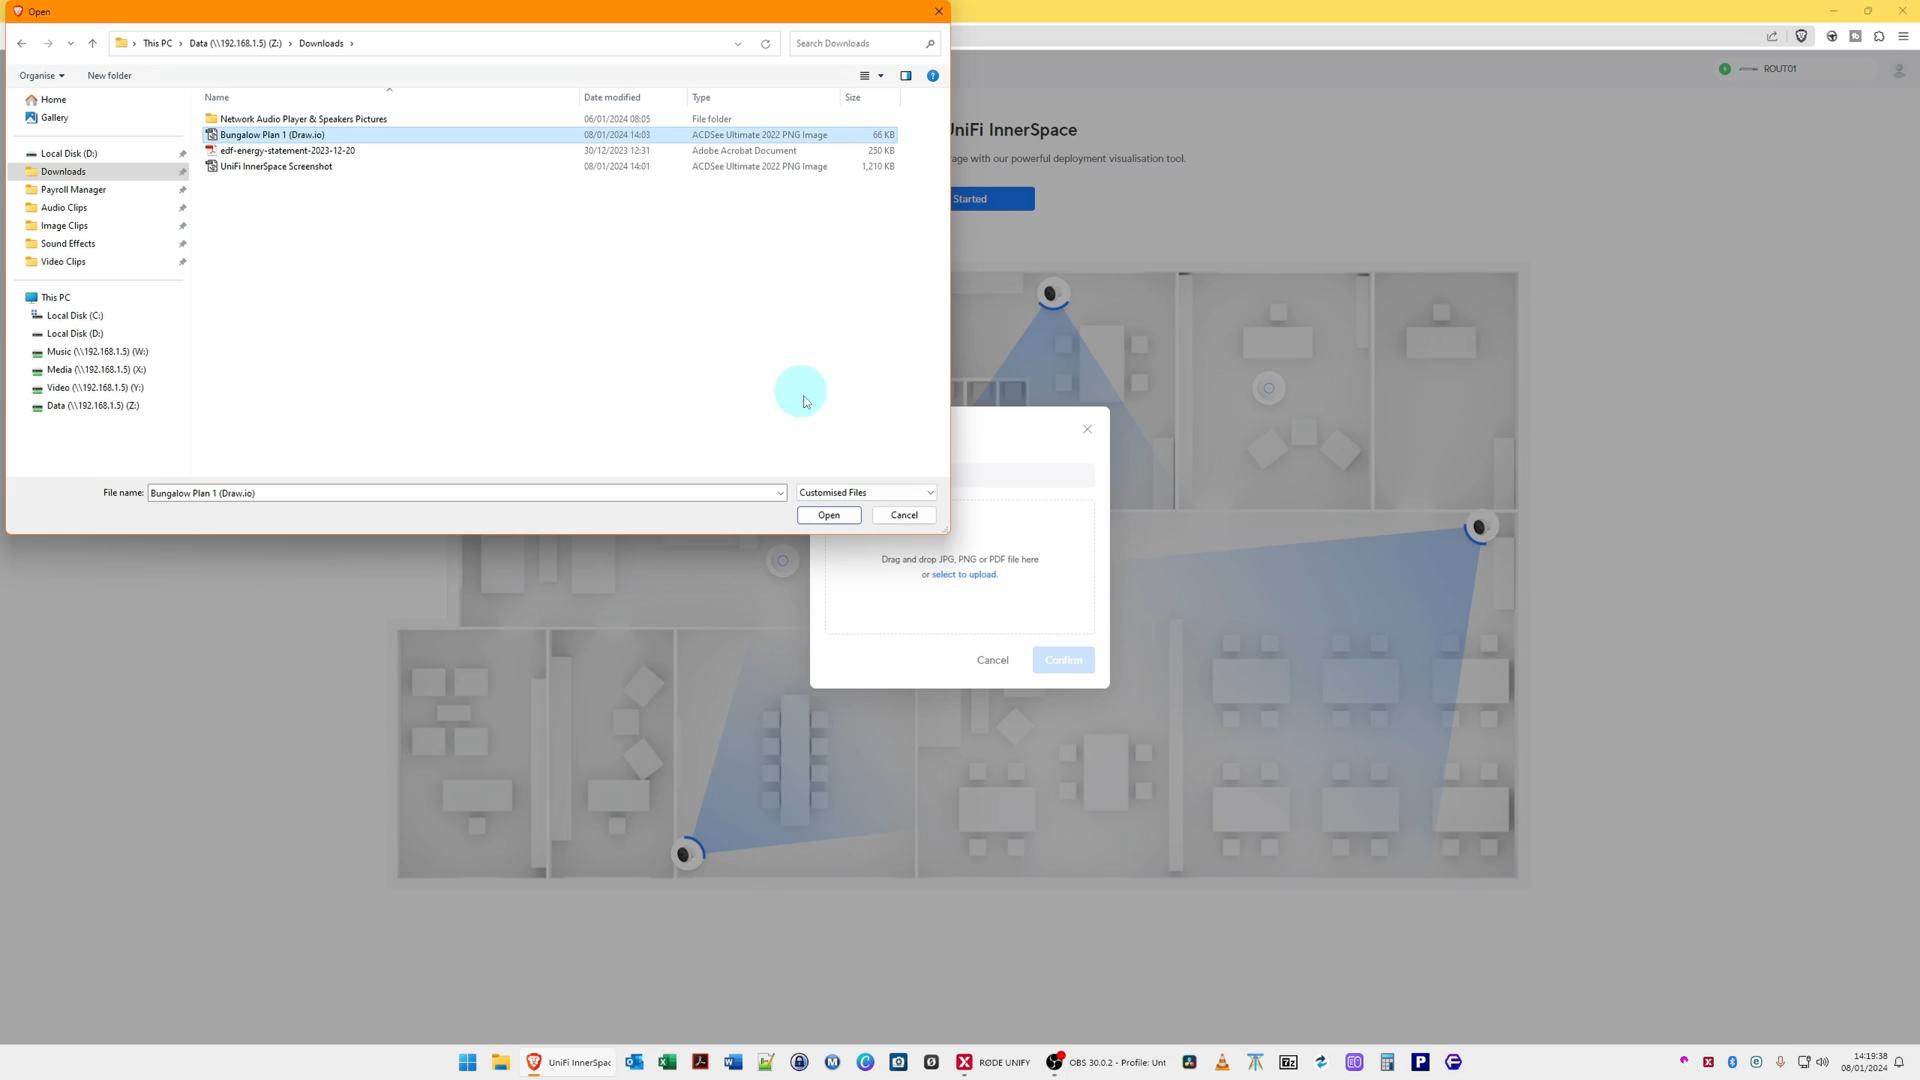 Open
This PC > Data (\\192.168.1.5) (Z:) > Downloads >
Search Downloads
Organise
New folder
Name
Date modified
Type
Size
Home
Gallery
Local Disk (D:)
Downloads
Payroll Manager
Audio Clips
Image Clips
Sound Effects
Video Clips
This PC
Local Disk (C:)
Local Disk (D:)
Music (\\192.168.1.5) (W:)
Media (\\192.168.1.5) (X:)
Video (\\192.168.1.5) (Y:)
Data (\\192.168.1.5) (Z:)
Network Audio Player & Speakers Pictures 06/01/2024 08:05 File folder
Bungalow Plan 1 (Draw.io) 08/01/2024 14:03 ACDSee Ultimate 2022 PNG Image 66 KB
edf-energy-statement-2023-12-20 30/12/2023 12:31 Adobe Acrobat Document 250 KB
UniFi InnerSpace Screenshot 08/01/2024 14:01 ACDSee Ultimate 2022 PNG Image 1,210 KB
File name: Bungalow Plan 1 (Draw.io)
Customised Files
Open
Cancel
ROUT01
UniFi InnerSpace
age with our powerful deployment visualisation tool.
Started
Drag and drop JPG, PNG or PDF file here
or select to upload.
Cancel
Confirm
UniFi InnerSpac
RØDE UNIFY
OBS 30.0.2 - Profile: Unt
14:19:38
08/01/2024